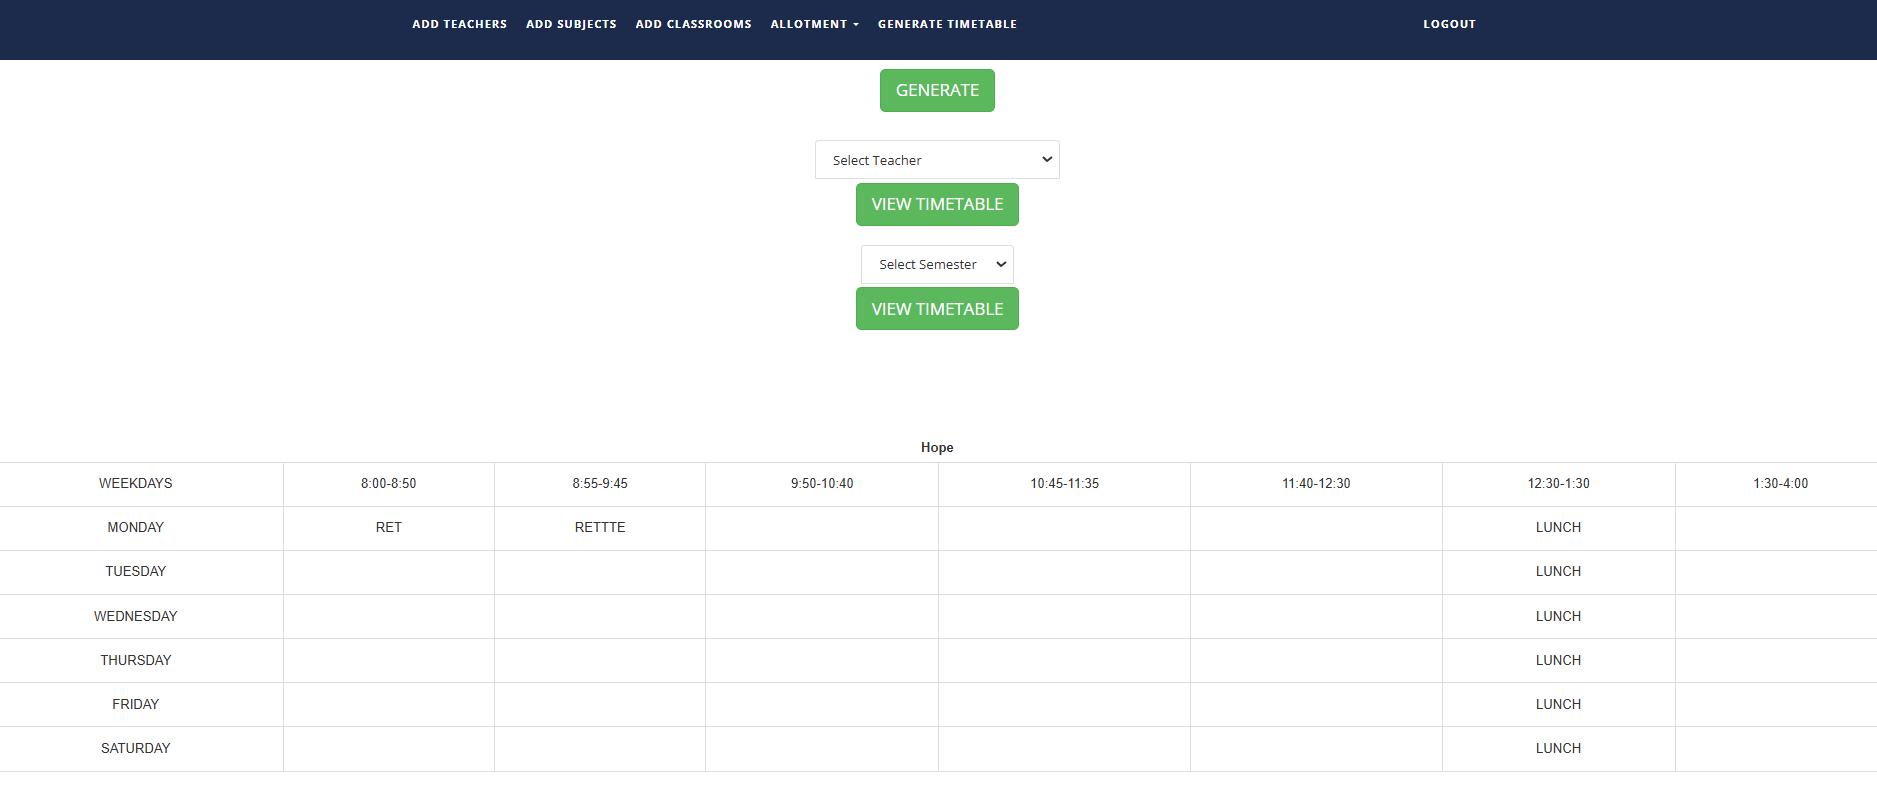 ADD TEACHERS ADD SUBJECTS ADD CLASSROOMS ALLOTMENT GENERATE TIMETABLE LOGOUT
GENERATE
Select Teacher
VIEW TIMETABLE
Select Semester
VIEW TIMETABLE
Hope
WEEKDAYS 8:00-8:50 8:55-9:45 9:50-10:40 10:45-11:35 11:40-12:30 12:30-1:30 1:30-4:00
MONDAY RET RETTTE LUNCH
TUESDAY LUNCH
WEDNESDAY LUNCH
THURSDAY LUNCH
FRIDAY LUNCH
SATURDAY LUNCH